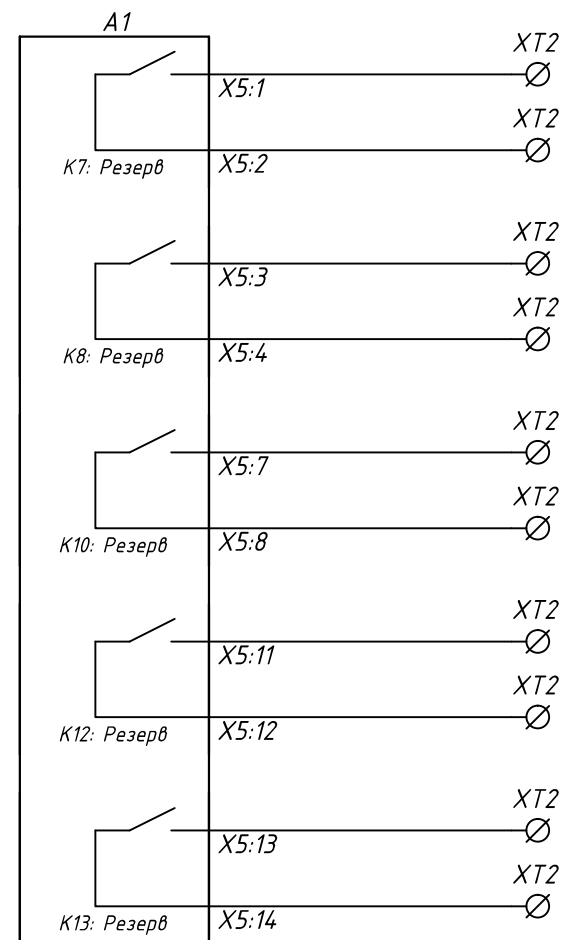 A1
XT2
X5:1
XT2
K7: Резерв
X5:2
XT2
X5:3
XT2
K8: Резерв
X5:4
XT2
X5:7
XT2
K10: Резерв
X5:8
XT2
X5:11
XT2
K12: Резерв
X5:12
XT2
X5:13
XT2
K13: Резерв
X5:14